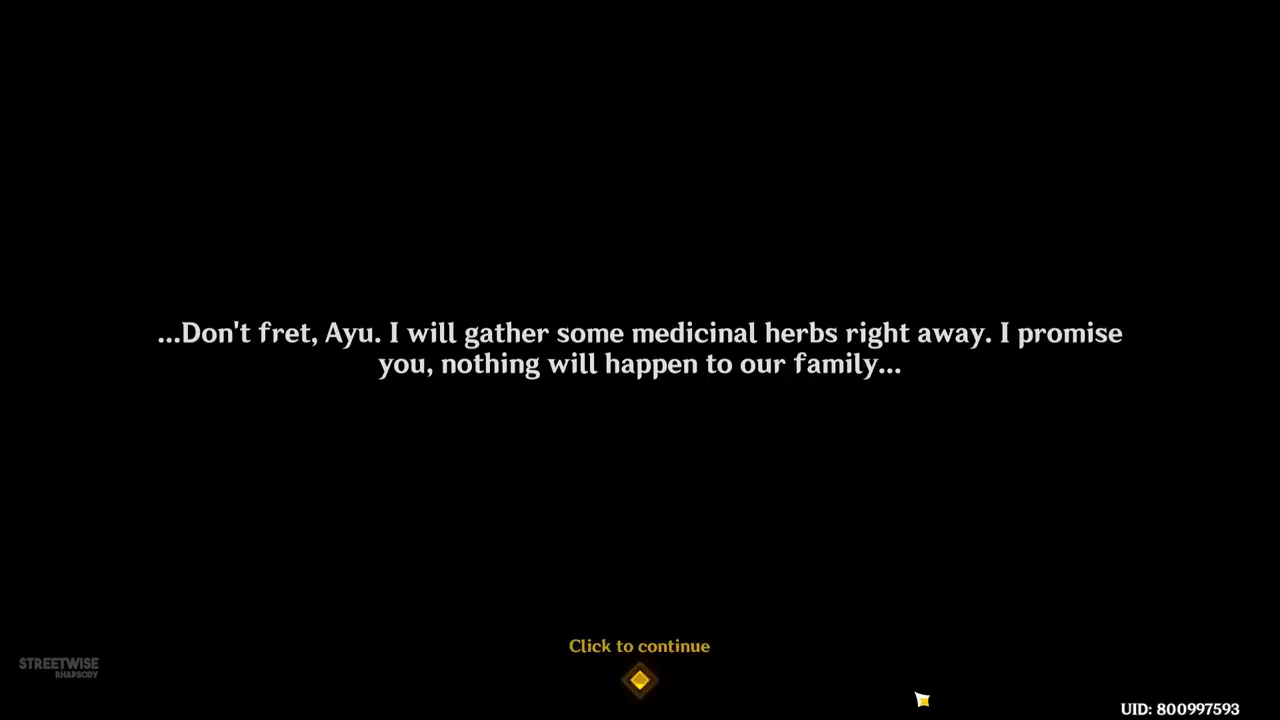 ...Don't fret, Ayu. I will gather some medicinal herbs right away. I promise
you, nothing will happen to our family...
Click to continue
STREETWISE
RHAPSODY
UID: 800997593